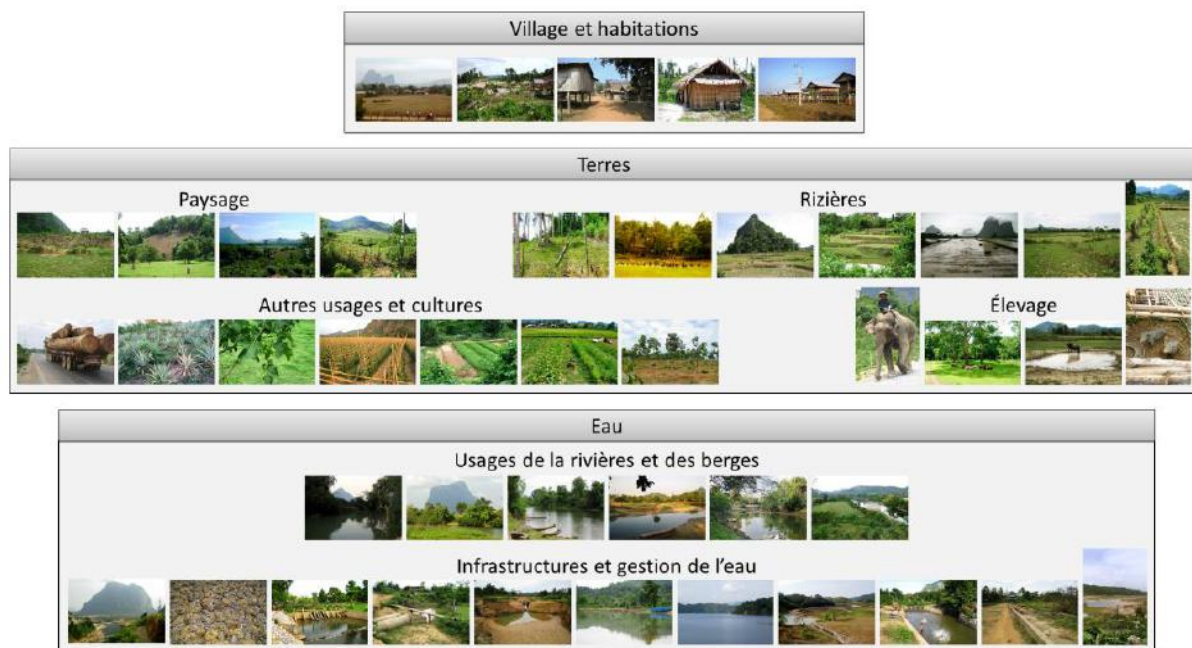 Village et habitations
Terres
Paysage
Rizières
Autres usages et cultures
Élevage
Eau
Usages de la rivières et des berges
Infrastructures et gestion de l'eau